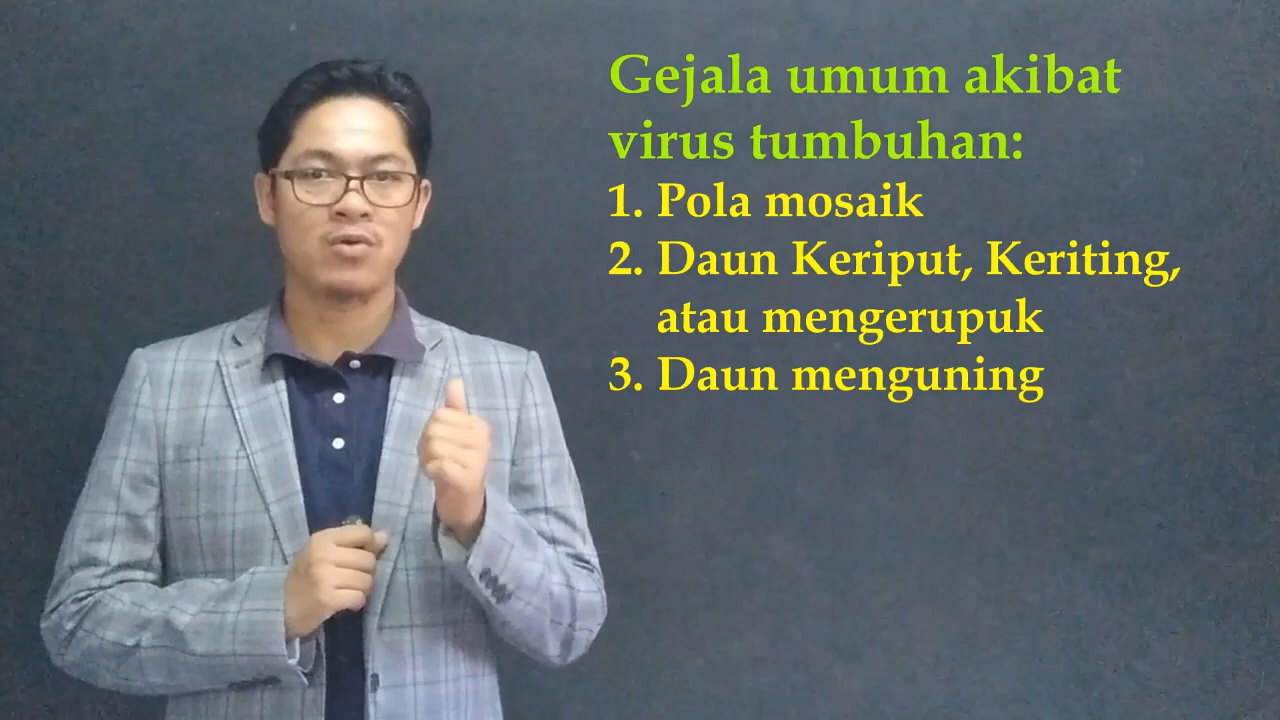 Gejala umum akibat
virus tumbuhan:
1. Pola mosaik
2. Daun Keriput, Keriting,
atau mengerupuk
3. Daun menguning